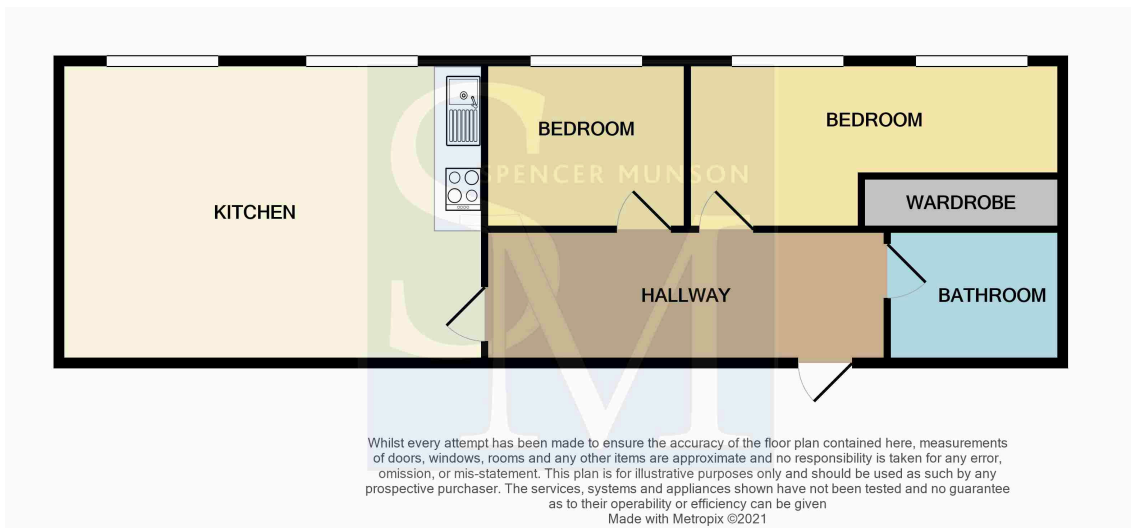 BEDROOM
BEDROOM
SPENCER MUNSON
WARDROBE
KITCHEN
HALLWAY
BATHROOM
SM
Whilst every attempt has been made to ensure the accuracy of the floor plan contained here, measurements
of doors, windows, rooms and any other items are approximate and no responsibility is taken for any error,
omission, or mis-statement. This plan is for illustrative purposes only and should be used as such by any
prospective purchaser. The services, systems and appliances shown have not been tested and no guarantee
as to their operability or efficiency can be given
Made with Metropix ©2021